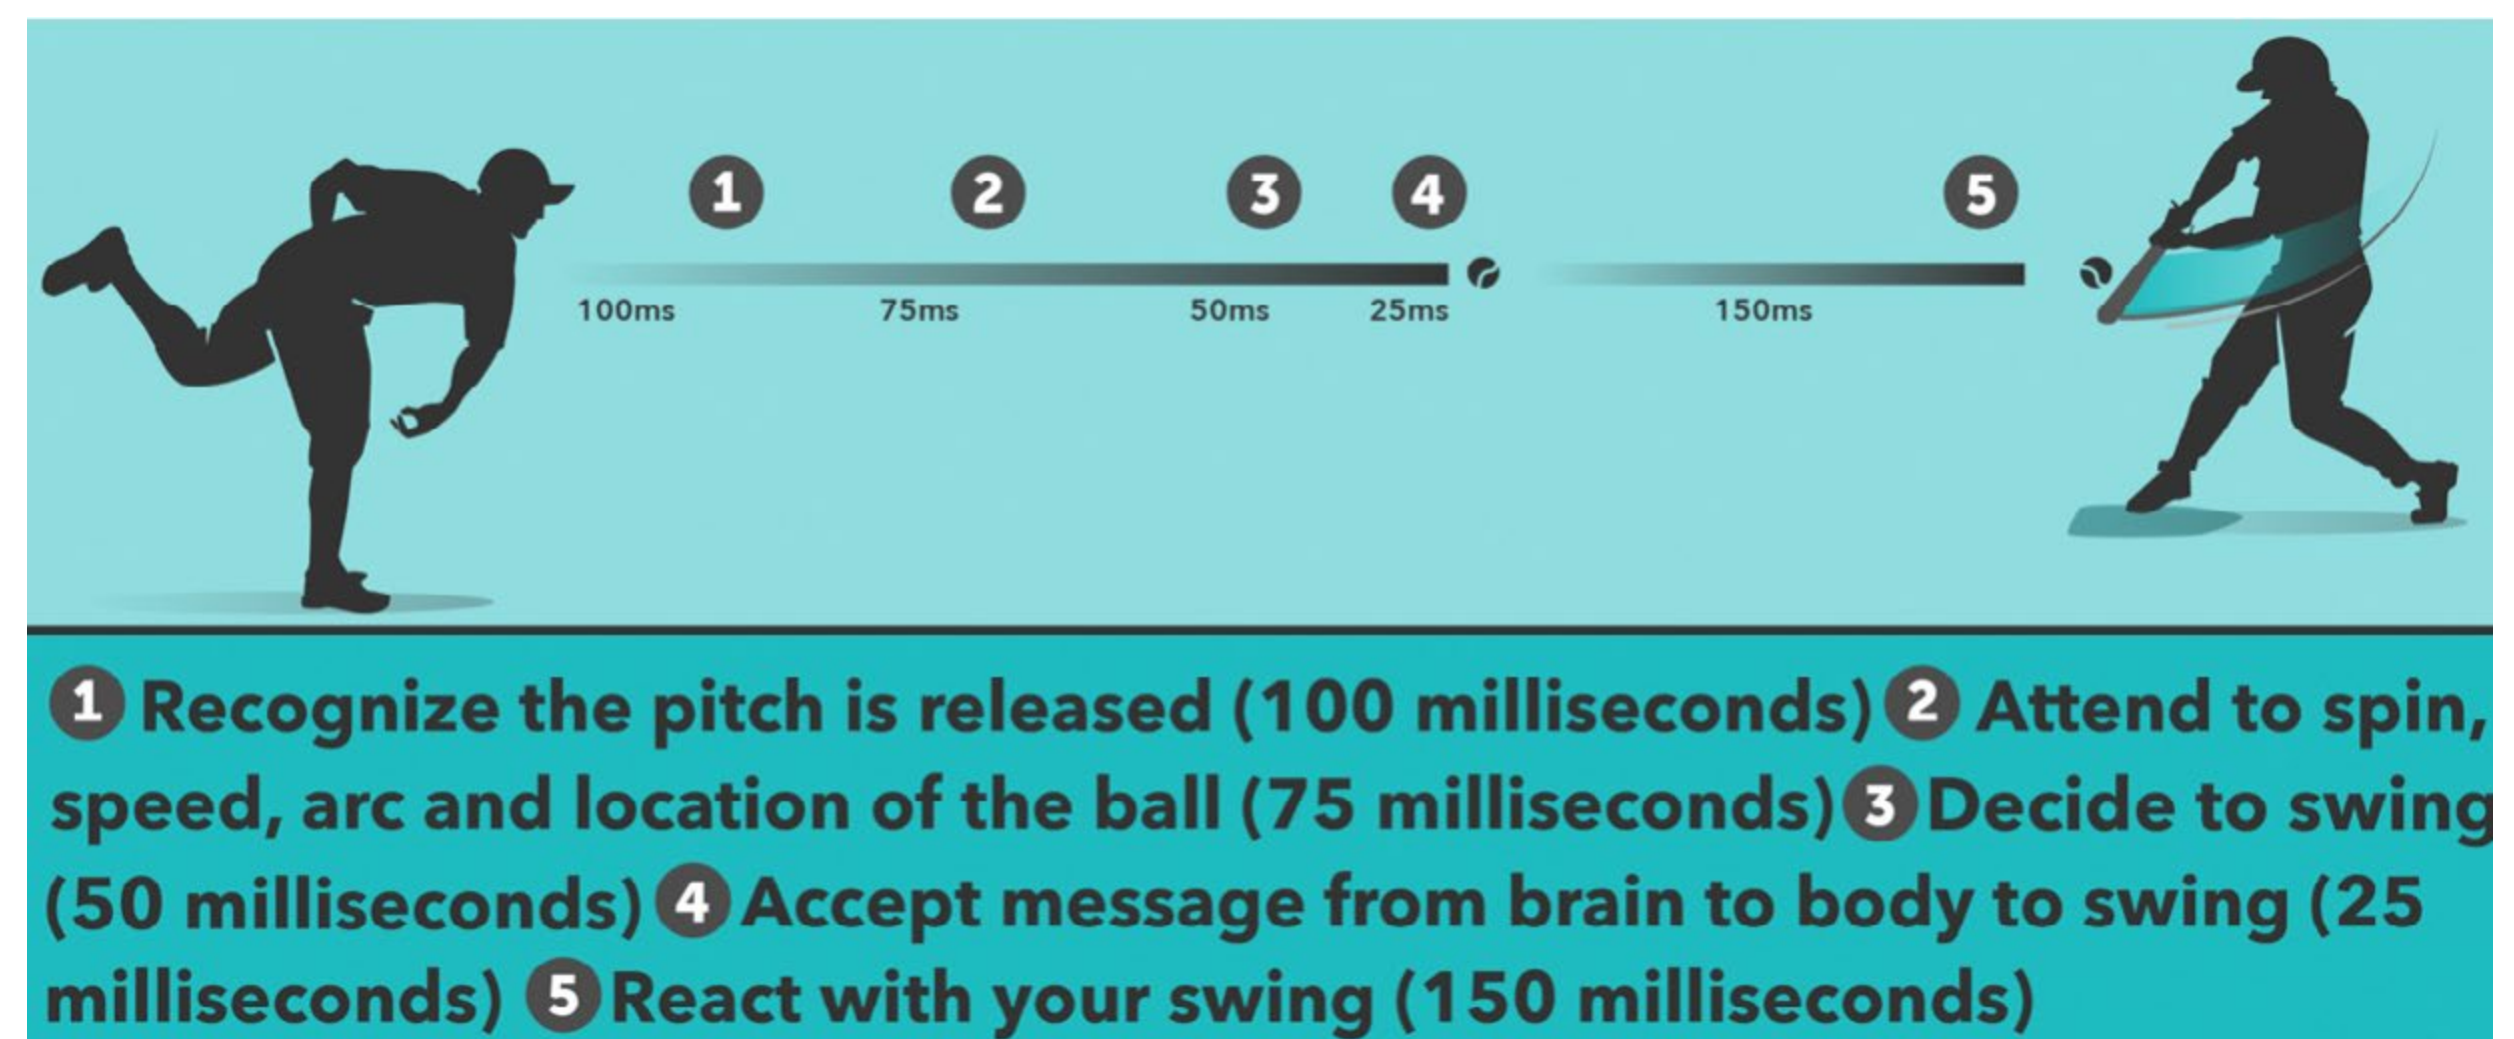 1 2 3 4 5
100ms 75ms 50ms 25ms 150ms
1 Recognize the pitch is released (100 milliseconds) 2 Attend to spin,
speed, arc and location of the ball (75 milliseconds) 3 Decide to swing
(50 milliseconds) 4 Accept message from brain to body to swing (25
milliseconds) 5 React with your swing (150 milliseconds)